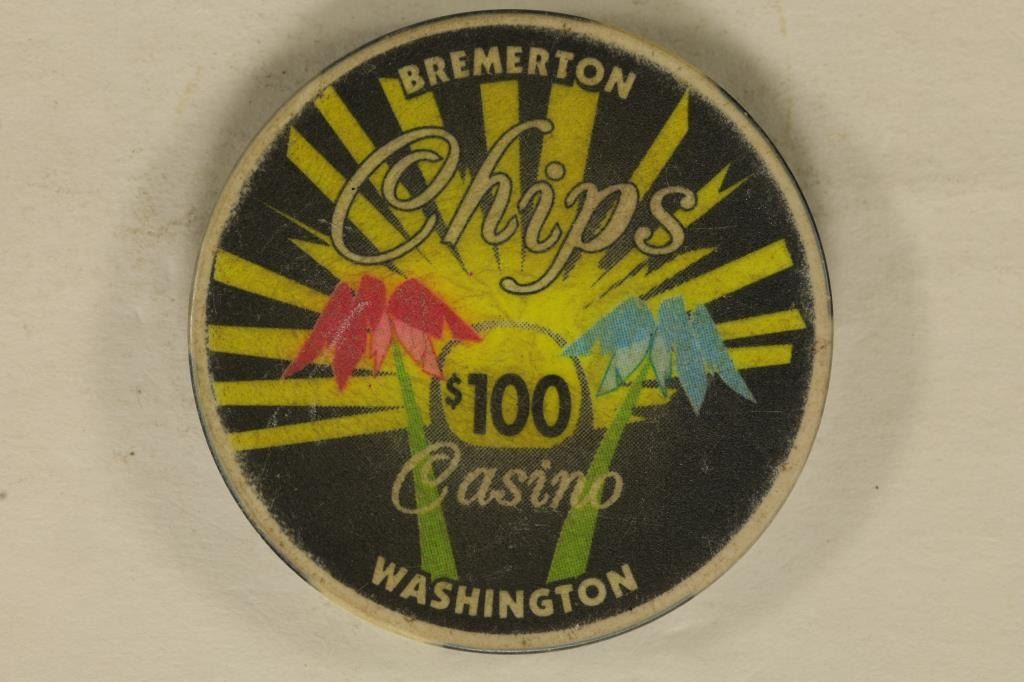 BREMERTON
Chips
$100
Casino
WASHINGTON